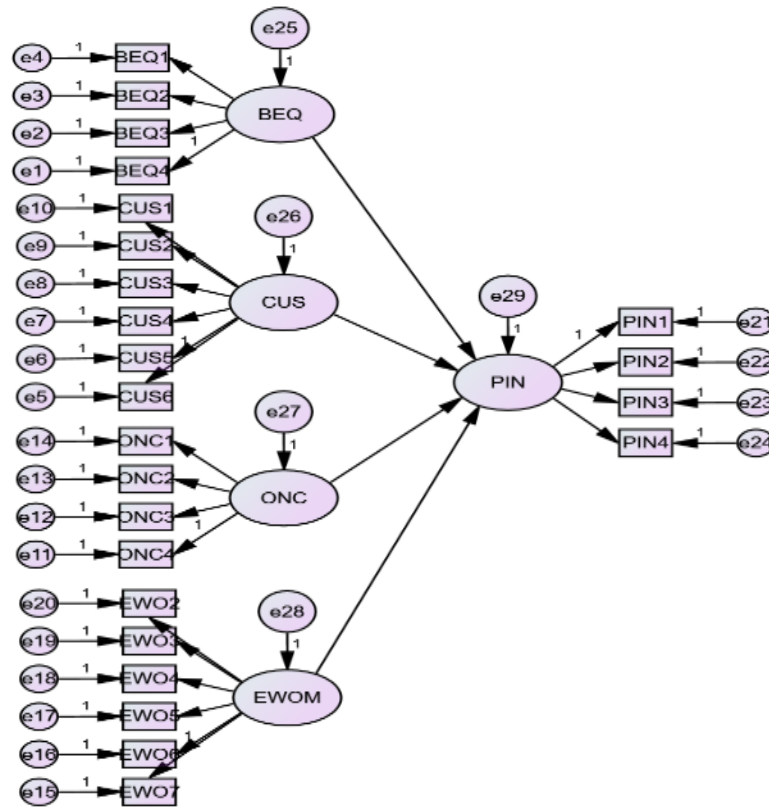 e25
1
e4 1 BEQ1
e3 1 BEQ2
BEQ
e2 1 BEQ3
1
e1 1 BEQ4
e10 1 CUS1
e26
1
e9 1 CUS2
e8 1 CUS3
CUS
e7 1 CUS4
e6 1 CUS5
1
e5 1 CUS6
e29
1
1 PIN1 1 e21
PIN
PIN2 1 e22
PIN3 1 e23
PIN4 1 e24
e27
1
e14 1 ONC1
e13 1 ONC2
ONC
e12 1 ONC3
1
e11 1 ONC4
e28
1
e20 1 EWO2
e19 1 EWO3
e18 1 EWO4
EWOM
e17 1 EWO5
1
e16 1 EWO6
e15 1 EWO7